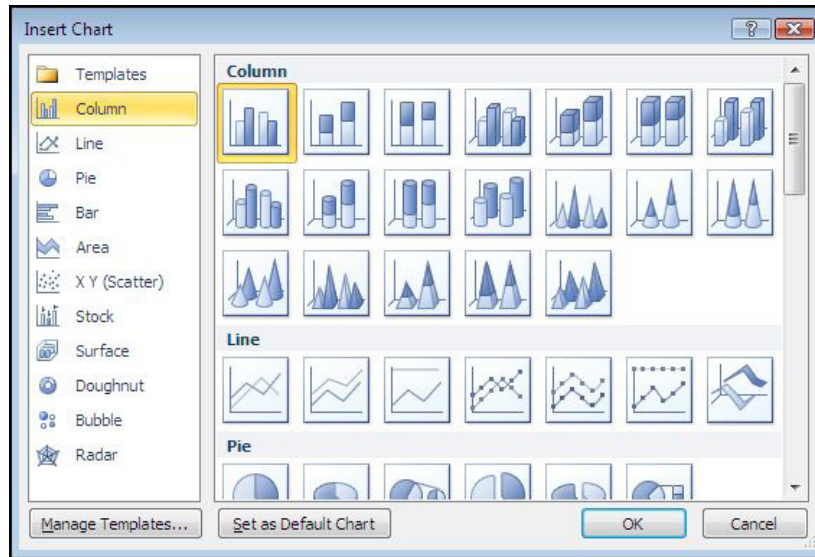 Insert Chart
Templates
Column
Line
Pie
Bar
Area
X Y (Scatter)
Stock
Surface
Doughnut
Bubble
Radar
Column
Line
Pie
Manage Templates...
Set as Default Chart
OK
Cancel